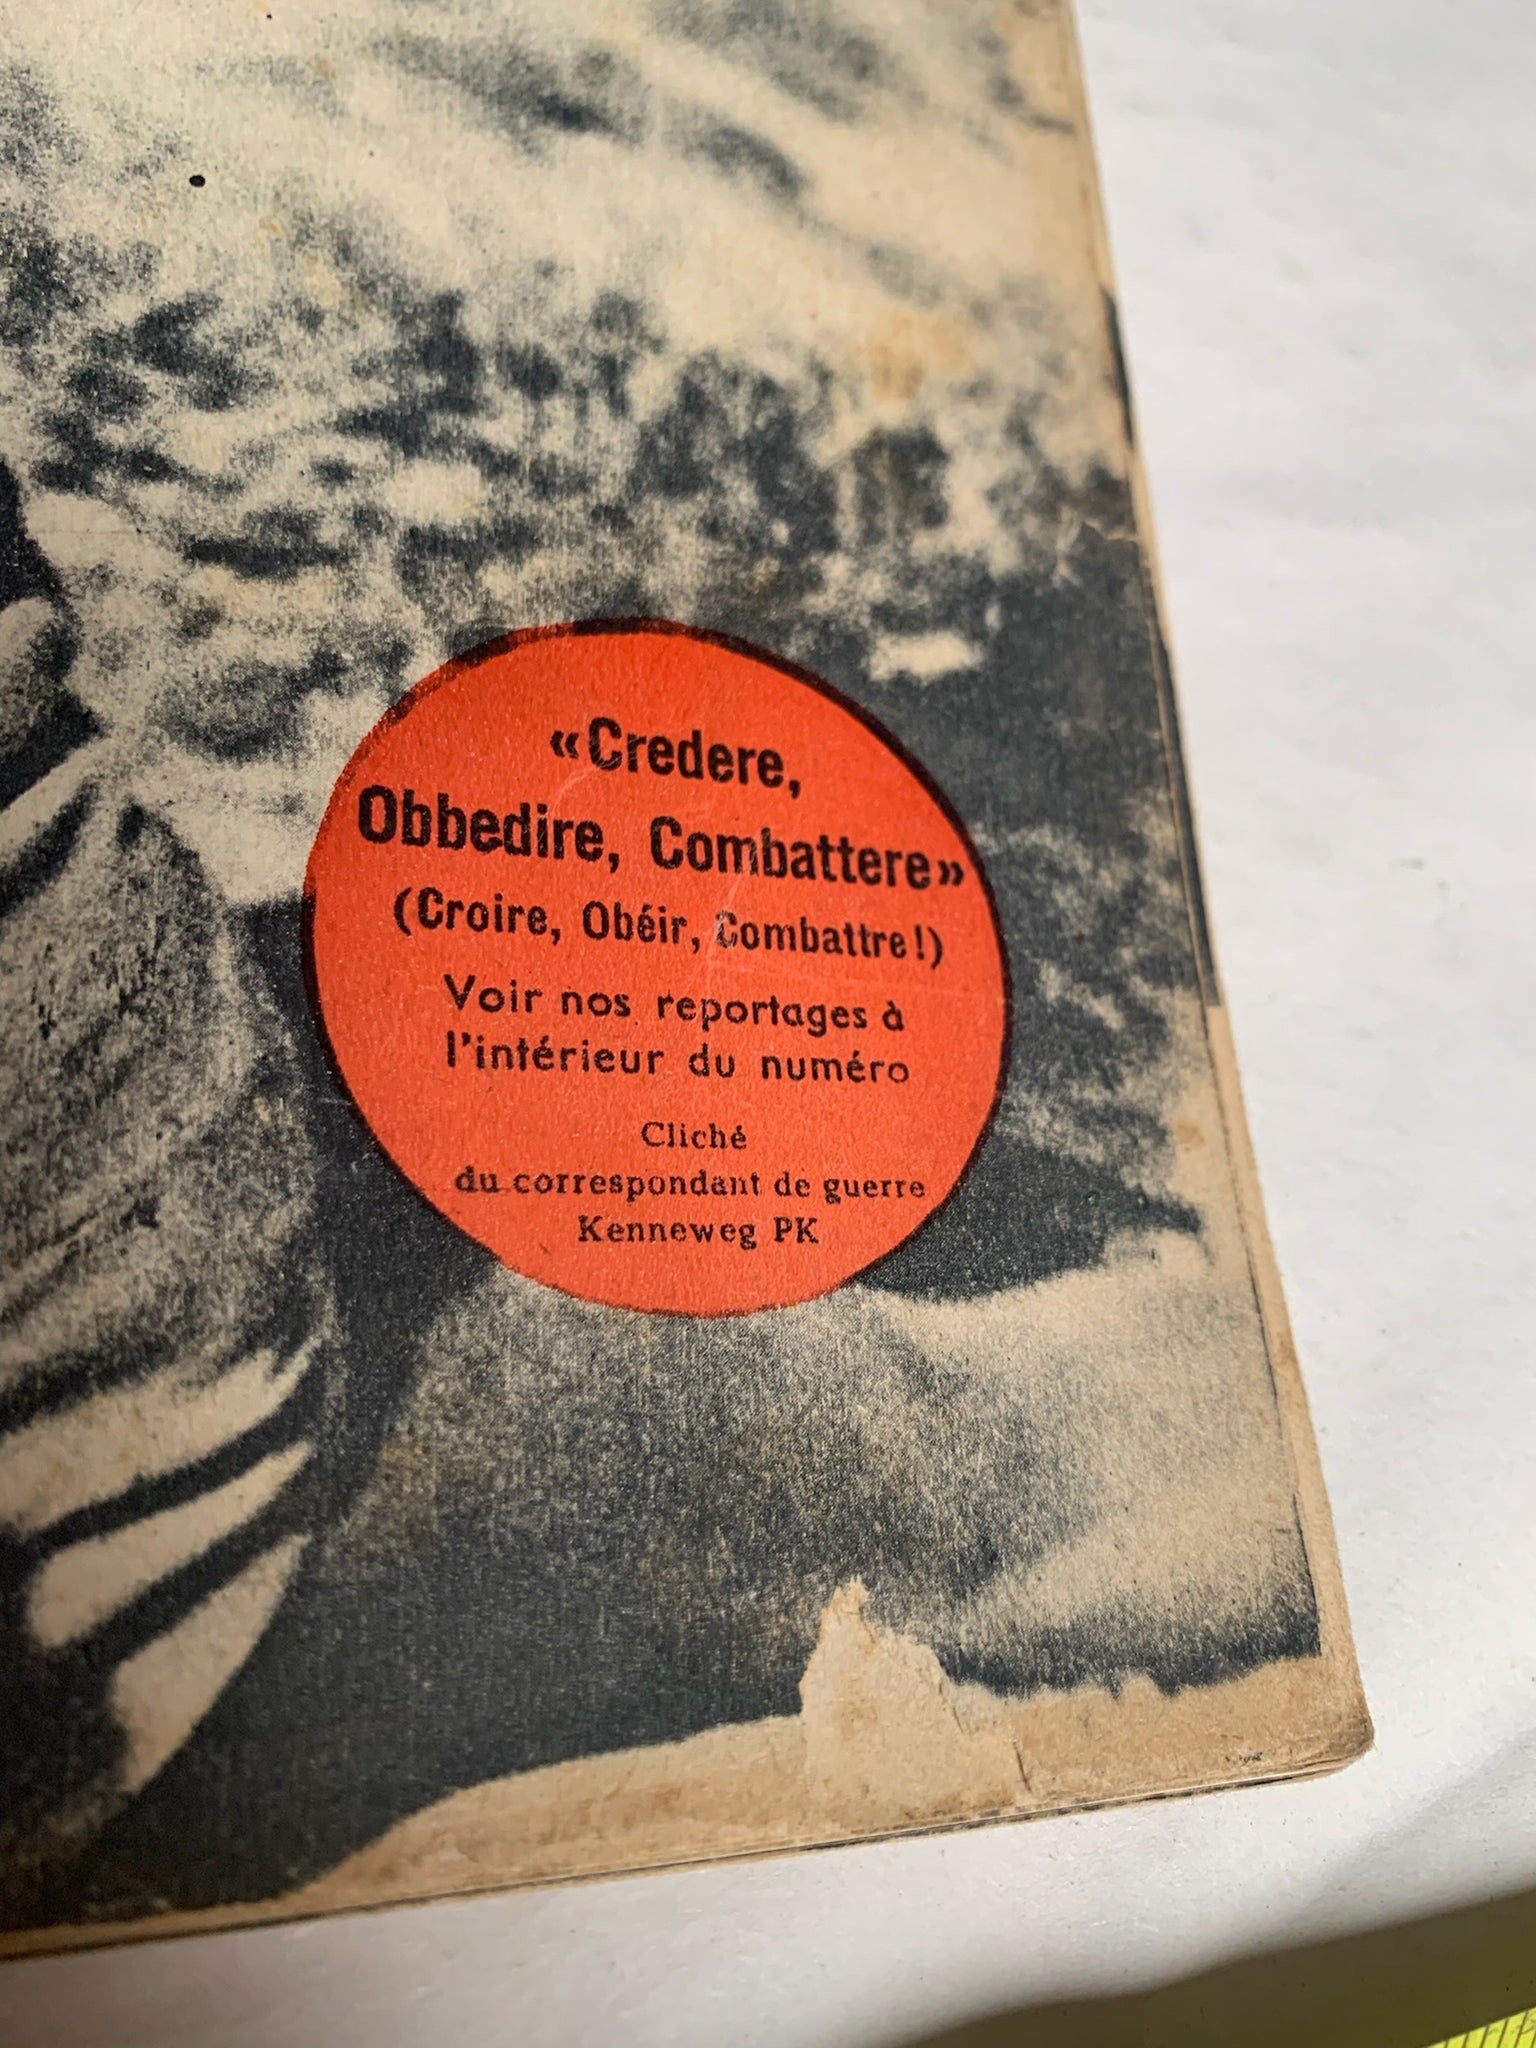 «Credere,
Obbedire, Combattere»
(Croire, Obéir, Combattre!)
Voir nos reportages à
l'intérieur du numéro
Cliché
du correspondant de guerre
Kenneweg PK